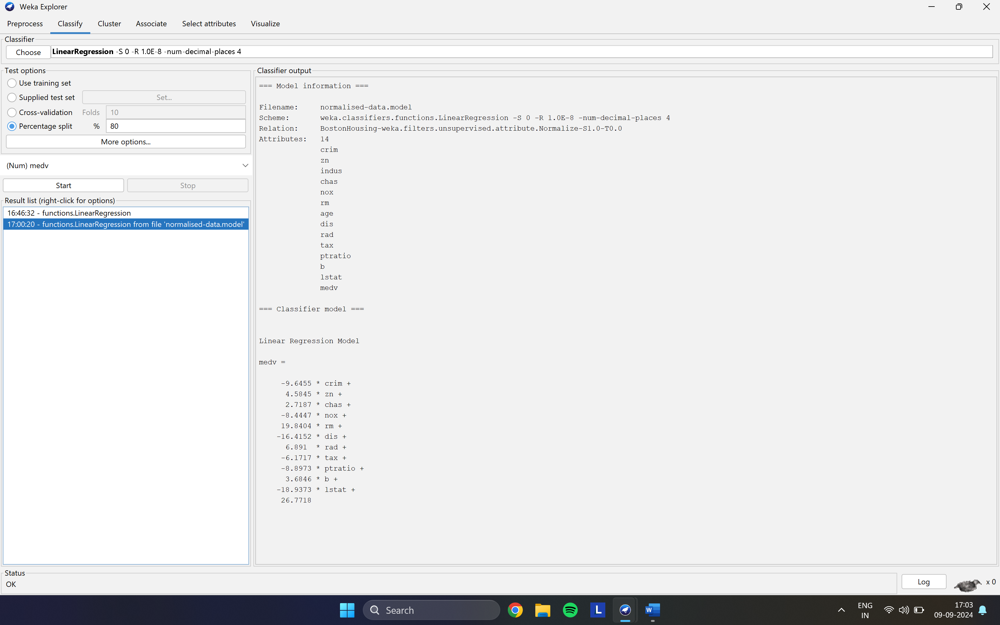 Weka Explorer
Preprocess Classify Cluster Associate Select attributes Visualize
Classifier
Choose LinearRegression -S 0 -R 1.0E-8 -num-decimal-places 4
Test options
Use training set
Supplied test set Set...
Cross-validation Folds 10
Percentage split % 80
More options...
(Num) medv
Start Stop
Result list (right-click for options)
16:46:32 - functions.LinearRegression
17:00:20 - functions.LinearRegression from file 'normalised-data.model'
Classifier output
=== Model information ===
Filename: normalised-data.model
Scheme: weka.classifiers.functions.LinearRegression -S 0 -R 1.0E-8 -num-decimal-places 4
Relation: BostonHousing-weka.filters.unsupervised.attribute.Normalize-S1.0-T0.0
Attributes: 14
crim
zn
indus
chas
nox
rm
age
dis
rad
tax
ptratio
b
lstat
medv
=== Classifier model ===
Linear Regression Model
medv =
-9.6455 * crim +
4.5845 * zn +
2.7187 * chas +
-8.4447 * nox +
19.8404 * rm +
-16.4152 * dis +
6.891 * rad +
-6.1717 * tax +
-8.8973 * ptratio +
3.6846 * b +
-18.9373 * lstat +
26.7718
Status
OK
Log x 0
Search
L
W
ENG
IN
17:03
09-09-2024